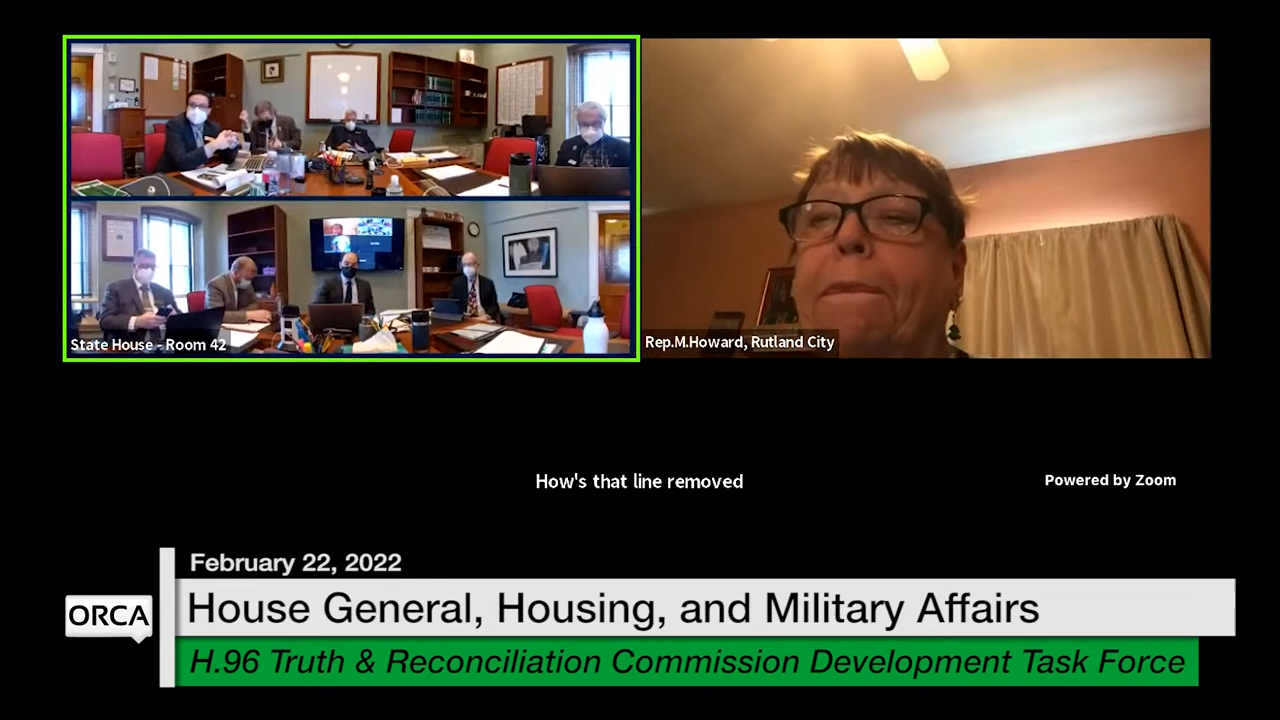 State House - Room 42
Rep.M.Howard, Rutland City
How's that line removed
Powered by Zoom
February 22, 2022
ORCA
House General, Housing, and Military Affairs
H.96 Truth & Reconciliation Commission Development Task Force